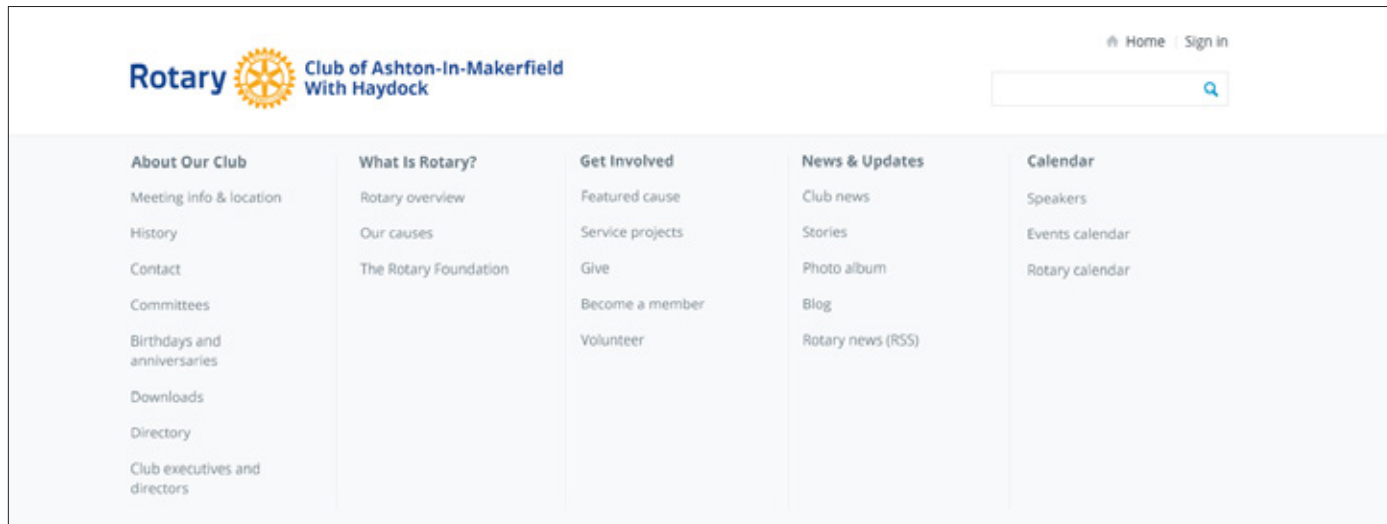 Home | Sign in
Rotary
Club of Ashton-In-Makerfield
With Haydock
About Our Club
Meeting info & location
History
Contact
Committees
Birthdays and
anniversaries
Downloads
Directory
Club executives and
directors
What Is Rotary?
Rotary overview
Our causes
The Rotary Foundation
Get Involved
Featured cause
Service projects
Give
Become a member
Volunteer
News & Updates
Club news
Stories
Photo album
Blog
Rotary news (RSS)
Calendar
Speakers
Events calendar
Rotary calendar